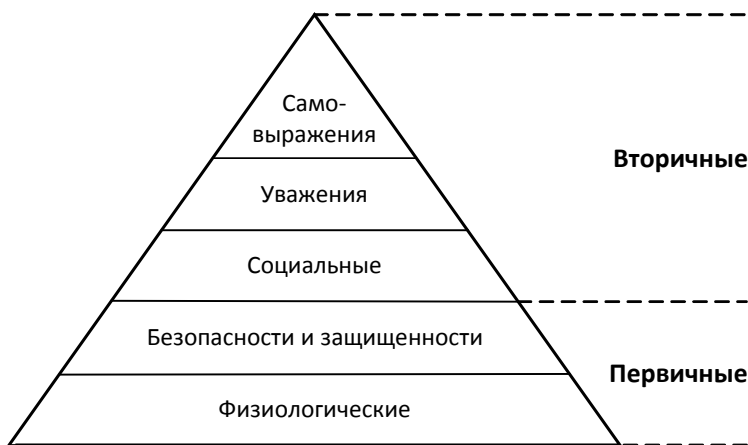 Само-
выражения
Вторичные
Уважения
Социальные
Безопасности и защищенности
Первичные
Физиологические